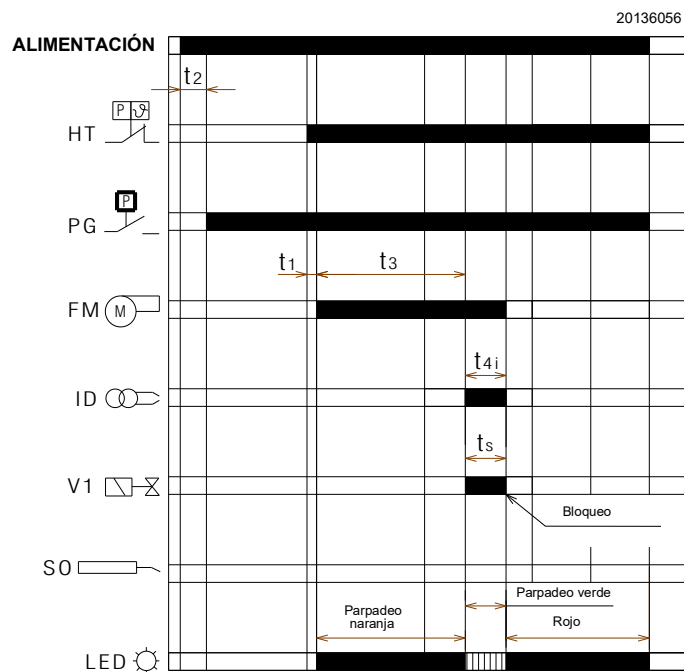 20136056
ALIMENTACIÓN
t2
P ϑ
HT
P
PG
t1
t3
FM
M
t4i
ID
ts
V1
Bloqueo
SO
Parpadeo verde
Parpadeo
naranja
Rojo
LED